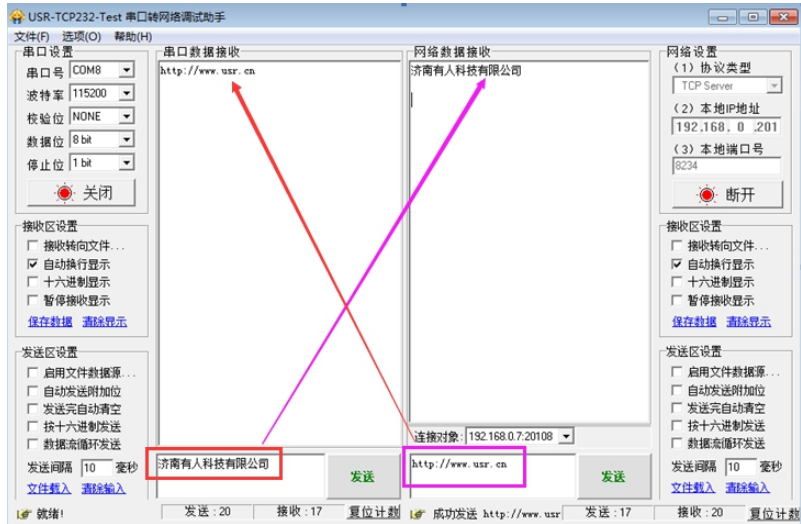 USR-TCP232-Test 串口转网络调试助手
文件(F) 选项(O) 帮助(H)
串口设置
串口号 COM8
波特率 115200
校验位 NONE
数据位 8 bit
停止位 1 bit
关闭
接收区设置
接收转向文件...
自动换行显示
十六进制显示
暂停接收显示
保存数据 清除显示
发送区设置
启用文件数据源...
自动发送附加位
发送完自动清空
按十六进制发送
数据流循环发送
发送间隔 10 毫秒
文件载入 清除输入
就绪!
串口数据接收
http://www.usr.cn
济南有人科技有限公司
发送
发送:20 接收:17 复位计数
网络数据接收
济南有人科技有限公司
连接对象: 192.168.0.7:20108
http://www.usr.cn
发送
成功发送 http://www.usr 发送:17 接收:20 复位计数
网络设置
(1) 协议类型
TCP Server
(2) 本地IP地址
192.168. 0 .201
(3) 本地端口号
8234
断开
接收区设置
接收转向文件...
自动换行显示
十六进制显示
暂停接收显示
保存数据 清除显示
发送区设置
启用文件数据源...
自动发送附加位
发送完自动清空
按十六进制发送
数据流循环发送
发送间隔 10 毫秒
文件载入 清除输入